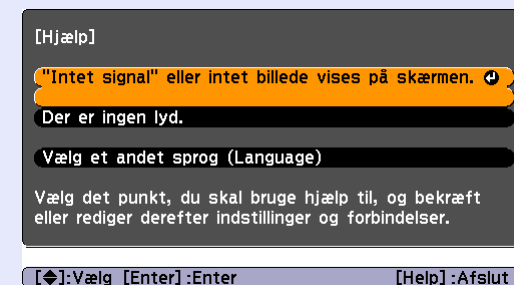 [Hjælp]
"Intet signal" eller intet billede vises på skærmen.
Der er ingen lyd.
Vælg et andet sprog (Language)
Vælg det punkt, du skal bruge hjælp til, og bekræft
eller rediger derefter indstillinger og forbindelser.
[◆]:Vælg [Enter]:Enter [Help]:Afslut